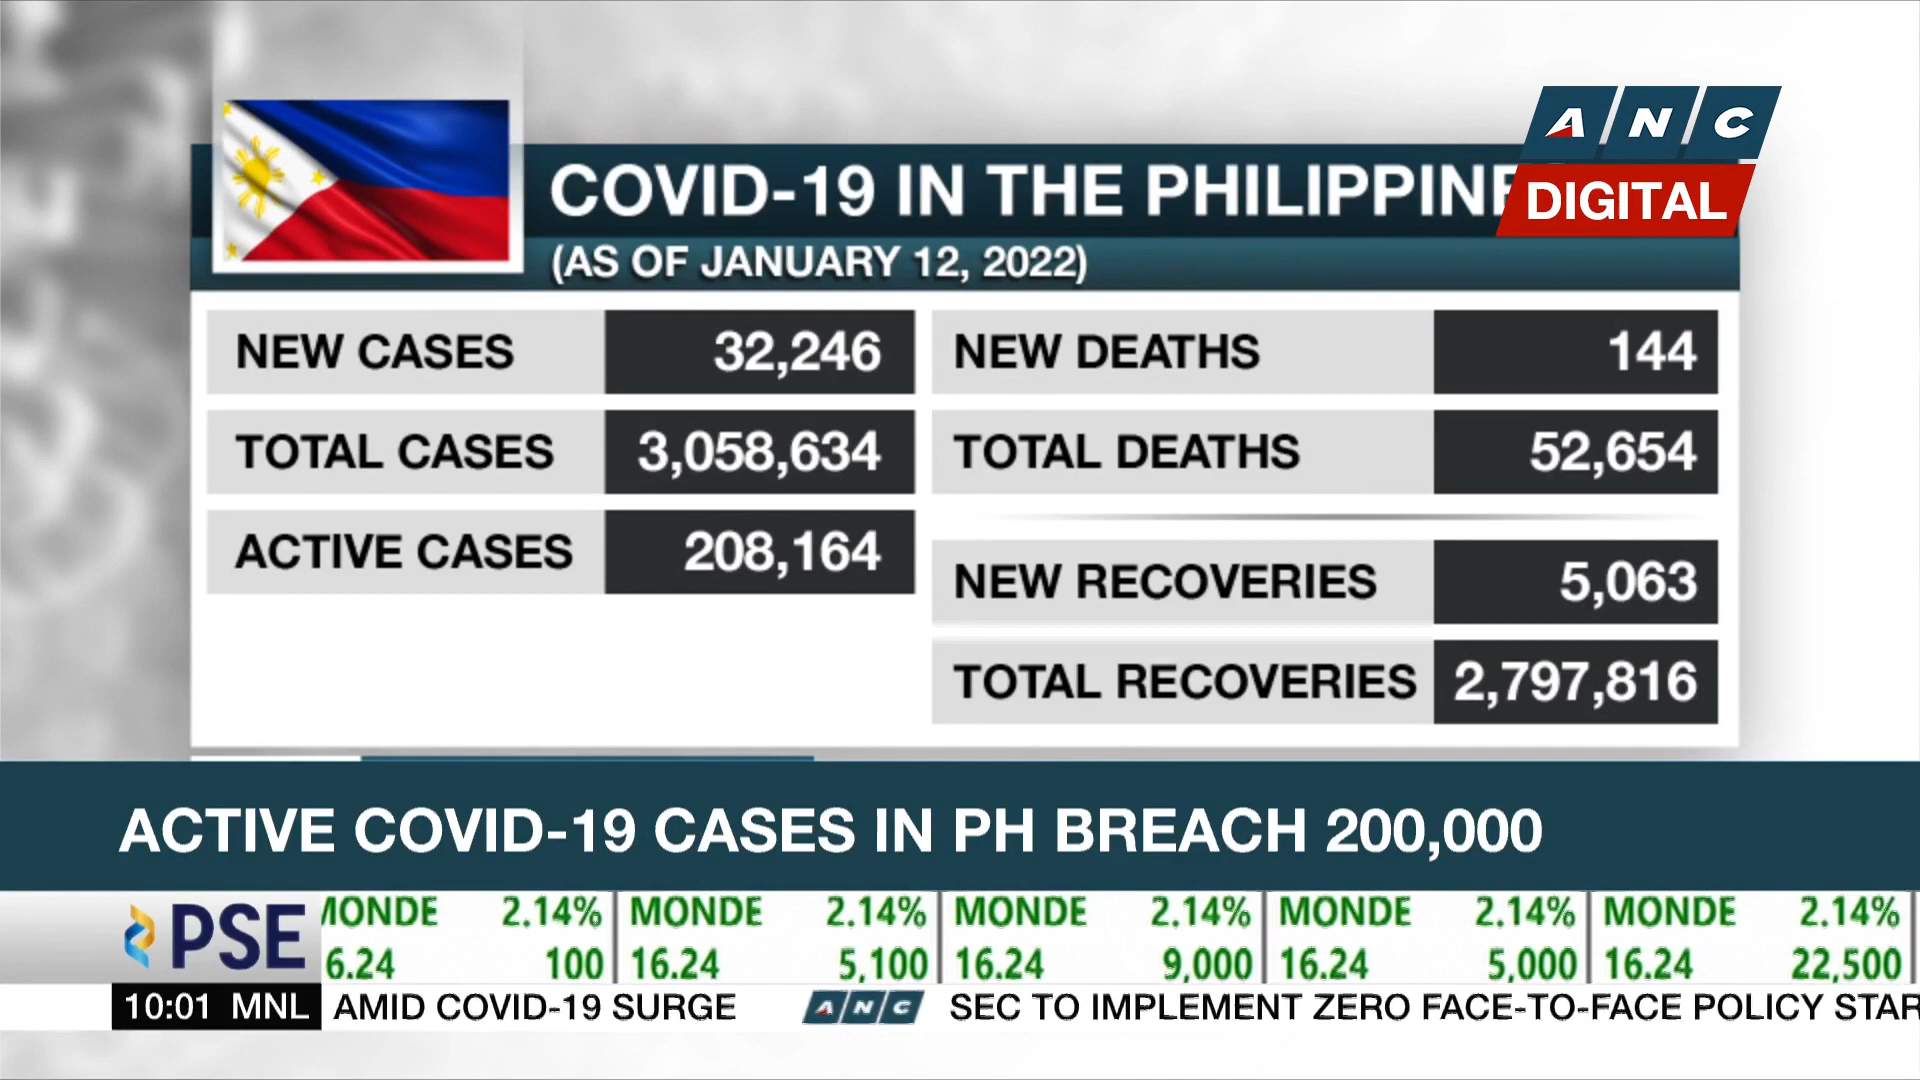 A N C
DIGITAL
COVID-19 IN THE PHILIPPINE
(AS OF JANUARY 12, 2022)
NEW CASES 32,246
TOTAL CASES 3,058,634
ACTIVE CASES 208,164
NEW DEATHS 144
TOTAL DEATHS 52,654
NEW RECOVERIES 5,063
TOTAL RECOVERIES 2,797,816
ACTIVE COVID-19 CASES IN PH BREACH 200,000
PSE
MONDE 2.14% MONDE 2.14% MONDE 2.14% MONDE 2.14% MONDE 2.14%
6.24 100 16.24 5,100 16.24 9,000 16.24 5,000 16.24 22,500
10:01 MNL AMID COVID-19 SURGE ANC SEC TO IMPLEMENT ZERO FACE-TO-FACE POLICY STAR